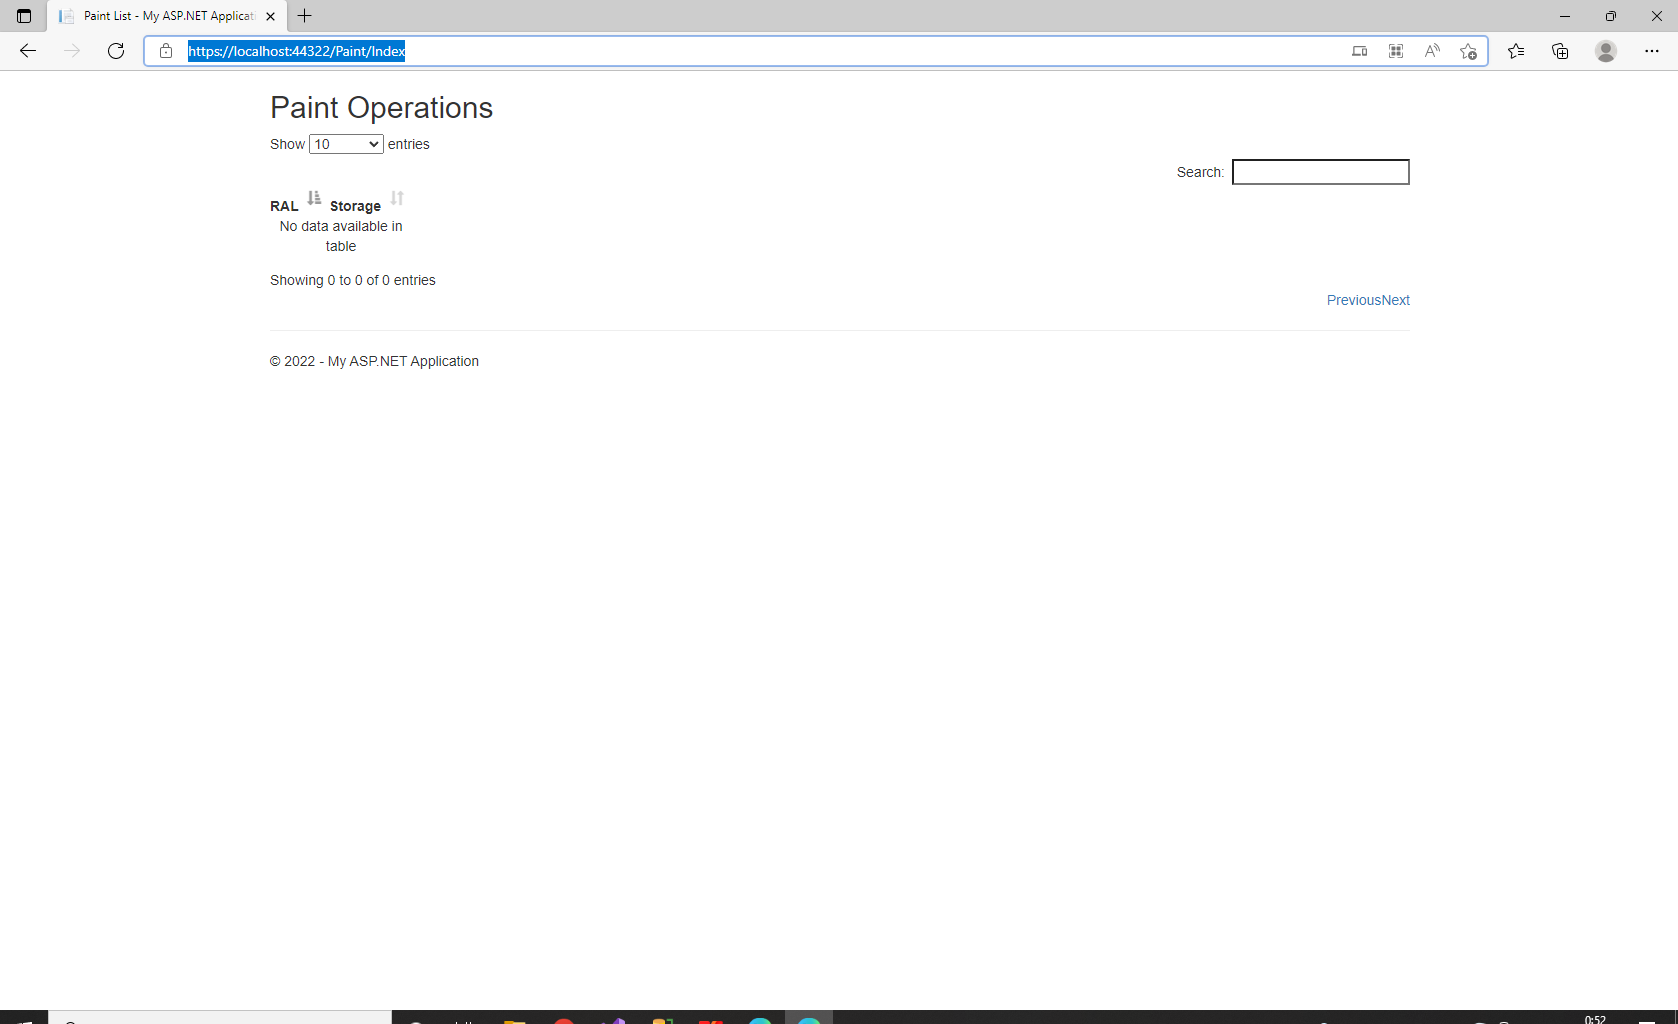 Paint List - My ASP.NET Applicati
https://localhost:44322/Paint/Index
Paint Operations
Show 10 entries
Search:
RAL Storage
No data available in
table
Showing 0 to 0 of 0 entries
PreviousNext
© 2022 - My ASP.NET Application
0:52